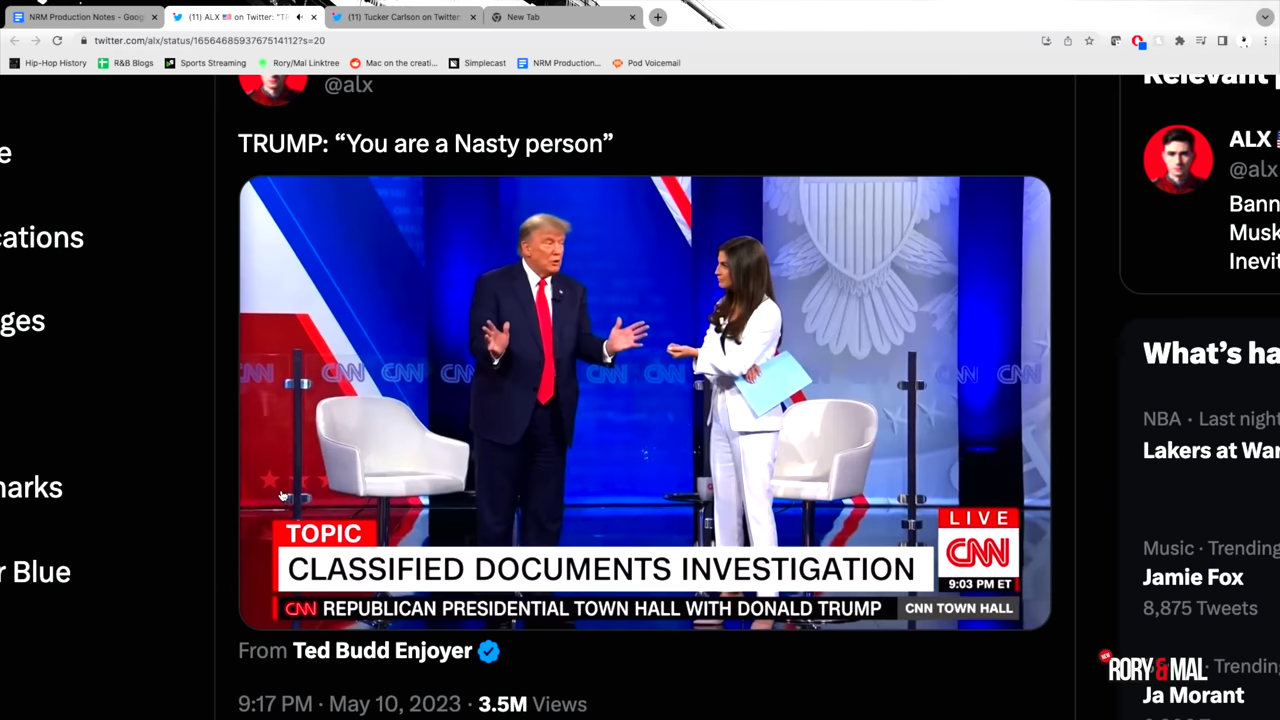 NRM Production Notes - Goog
(11) ALX on Twitter: "TR
(11) Tucker Carlson on Twitter:
New Tab
twitter.com/alx/status/1656468593767514112?s=20
Hip-Hop History
R&B Blogs
Sports Streaming
Rory/Mal Linktree
Mac on the creati...
Simplecast
NRM Production...
Pod Voicemail
@alx
TRUMP: “You are a Nasty person”
CNN CNN CNN CNN CNN CNN CNN CNN
TOPIC
CLASSIFIED DOCUMENTS INVESTIGATION
LIVE
CNN
9:03 PM ET
CNN REPUBLICAN PRESIDENTIAL TOWN HALL WITH DONALD TRUMP
CNN TOWN HALL
From Ted Budd Enjoyer
9:17 PM · May 10, 2023 · 3.5M Views
e
cations
ges
marks
r Blue
Relevant p
ALX
@alx
Bann
Musk
Inevit
What’s ha
NBA · Last night
Lakers at War
Music · Trending
Jamie Fox
8,875 Tweets
Trending
Ja Morant
NEW
RORY & MAL